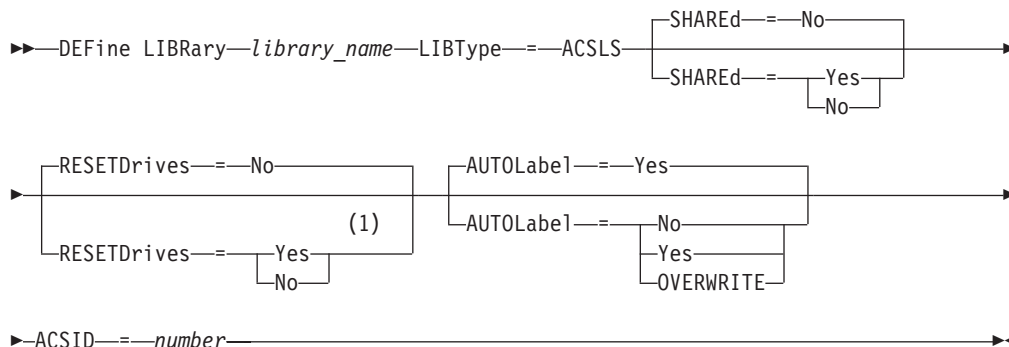 SHAREd = No
DEFine LIBRary library_name LIBType = ACSLS
SHAREd = Yes
No
RESETDrives = No
AUTOLabel = Yes
(1)
RESETDrives = Yes
No
AUTOLabel = No
Yes
OVERWRITE
ACSID = number